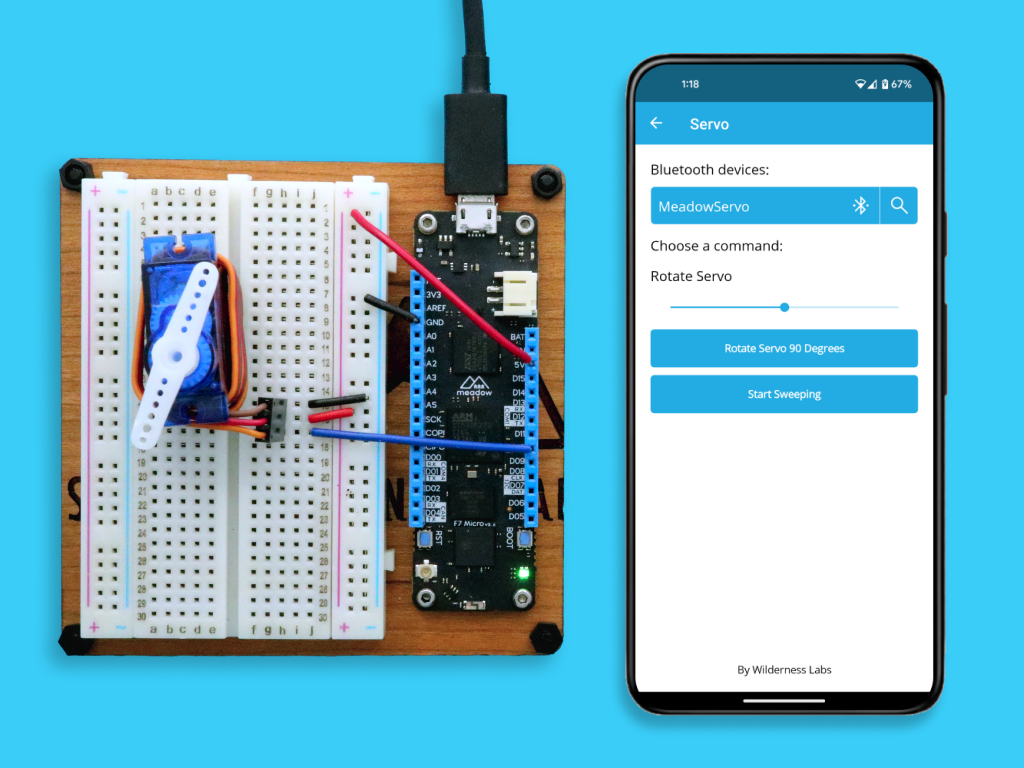 1:18
67%
Servo
Bluetooth devices:
MeadowServo
Choose a command:
Rotate Servo
Rotate Servo 90 Degrees
Start Sweeping
By Wilderness Labs
a b c d e
f g h i j
3V3
AREF
GND
A0
A1
A2
A3
A4
A5
SCK
COPI
D00
D01
D02
D03
D04
BAT
5V
D15
D14
D13
D12
D11
D09
D08
D07
D06
D05
meadow
F7 Micro
RST
BOOT
a b c d e
f g h i j